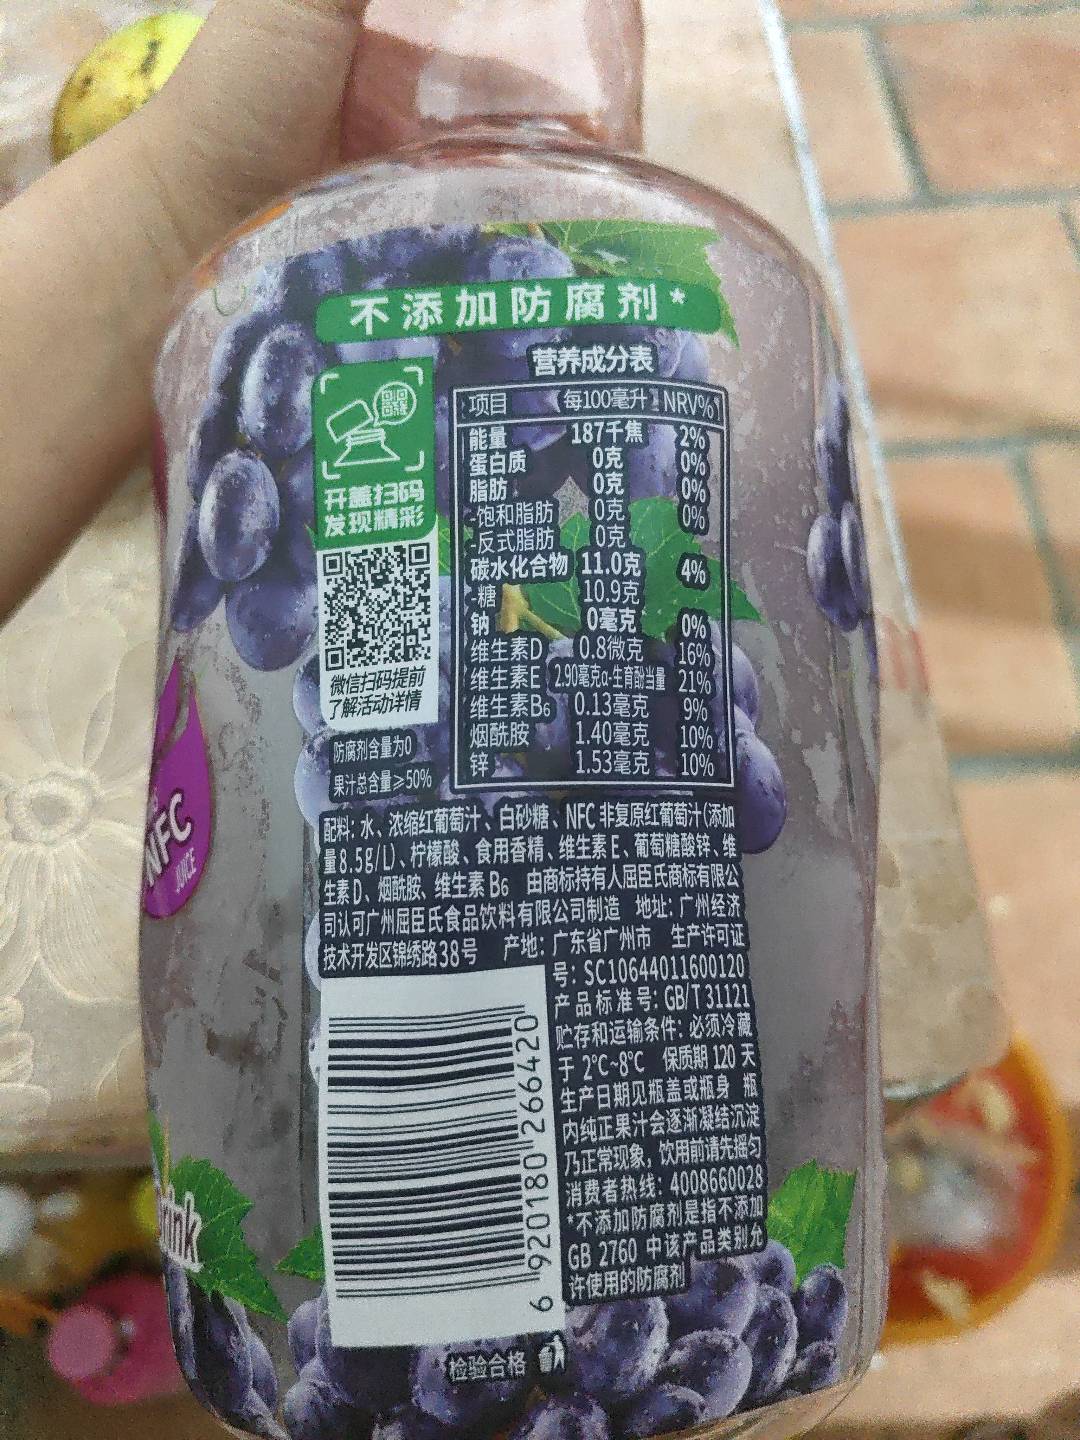 不添加防腐剂*
营养成分表
项目 每100毫升 NRV%
能量 187千焦 2%
蛋白质 0克 0%
脂肪 0克 0%
-饱和脂肪 0克 0%
-反式脂肪 0克
碳水化合物 11.0克 4%
-糖 10.9克
钠 0毫克 0%
维生素D 0.8微克 16%
维生素E 2.90毫克α-生育酚当量 21%
维生素B6 0.13毫克 9%
烟酰胺 1.40毫克 10%
锌 1.53毫克 10%
开盖扫码
发现精彩
微信扫码提前
了解活动详情
防腐剂含量为0
果汁总含量≥50%
配料: 水、浓缩红葡萄汁、白砂糖、NFC 非复原红葡萄汁(添加
量8.5g/L)、柠檬酸、食用香精、维生素E、葡萄糖酸锌、维
生素D、烟酰胺、维生素B6 由商标持有人屈臣氏商标有限公
司认可广州屈臣氏食品饮料有限公司制造 地址: 广州经济
技术开发区锦绣路38号 产地: 广东省广州市 生产许可证
号: SC10644011600120
产品标准号: GB/T 31121
贮存和运输条件: 必须冷藏
于 2℃~8℃ 保质期 120 天
生产日期见瓶盖或瓶身 瓶
内纯正果汁会逐渐凝结沉淀
乃正常现象, 饮用前请先摇匀
消费者热线: 4008660028
*不添加防腐剂是指不添加
GB 2760 中该产品类别允
许使用的防腐剂
6 920180 266420
检验合格
NFC
JUICE
rink